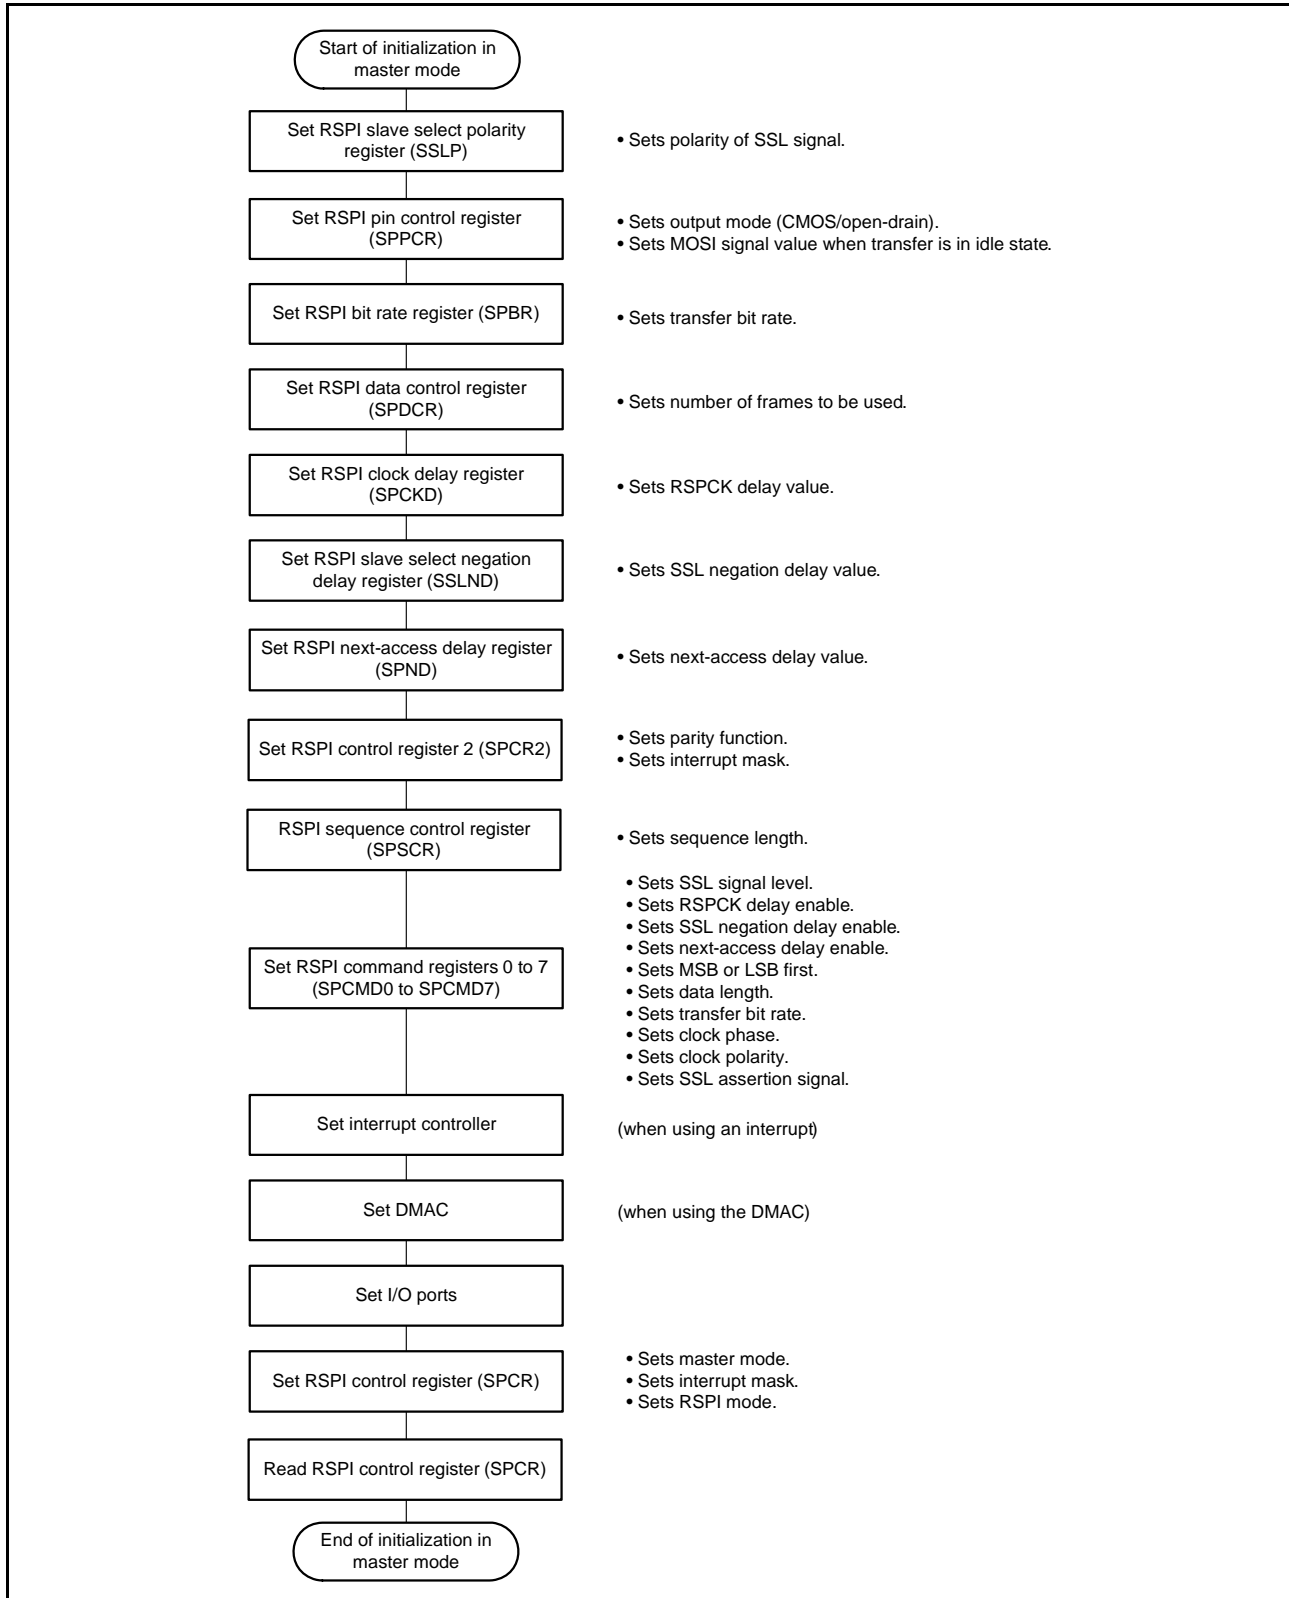 Start of initialization in
master mode
Set RSPI slave select polarity
register (SSLP)
• Sets polarity of SSL signal.
Set RSPI pin control register
(SPPCR)
• Sets output mode (CMOS/open-drain).
• Sets MOSI signal value when transfer is in idle state.
Set RSPI bit rate register (SPBR)
• Sets transfer bit rate.
Set RSPI data control register
(SPDCR)
• Sets number of frames to be used.
Set RSPI clock delay register
(SPCKD)
• Sets RSPCK delay value.
Set RSPI slave select negation
delay register (SSLND)
• Sets SSL negation delay value.
Set RSPI next-access delay register
(SPND)
• Sets next-access delay value.
Set RSPI control register 2 (SPCR2)
• Sets parity function.
• Sets interrupt mask.
RSPI sequence control register
(SPSCR)
• Sets sequence length.
Set RSPI command registers 0 to 7
(SPCMD0 to SPCMD7)
• Sets SSL signal level.
• Sets RSPCK delay enable.
• Sets SSL negation delay enable.
• Sets next-access delay enable.
• Sets MSB or LSB first.
• Sets data length.
• Sets transfer bit rate.
• Sets clock phase.
• Sets clock polarity.
• Sets SSL assertion signal.
Set interrupt controller
(when using an interrupt)
Set DMAC
(when using the DMAC)
Set I/O ports
Set RSPI control register (SPCR)
• Sets master mode.
• Sets interrupt mask.
• Sets RSPI mode.
Read RSPI control register (SPCR)
End of initialization in
master mode